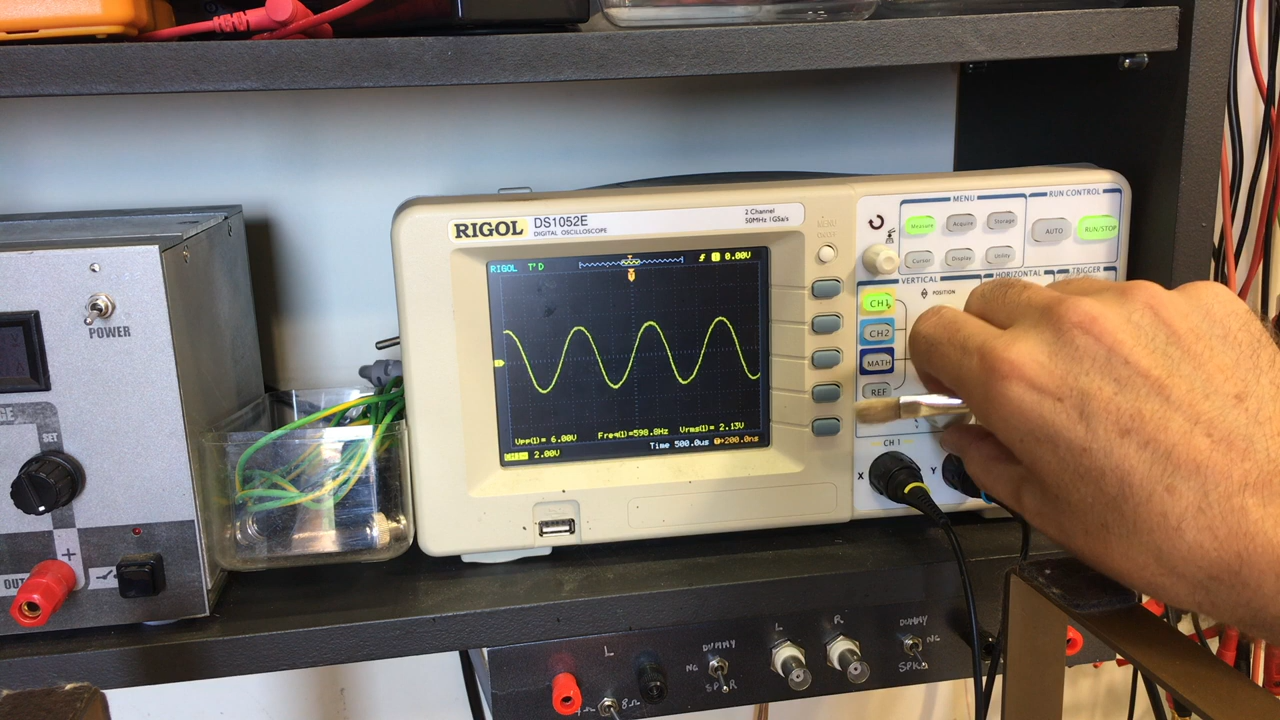 RIGOL DS1052E
DIGITAL OSCILLOSCOPE
2 Channel
50MHz 1GSa/s
MENU
RUN CONTROL
Measure
Acquire
Storage
AUTO
RUN/STOP
Cursor
Display
Utility
VERTICAL
HORIZONTAL
TRIGGER
POSITION
CH1
CH2
MATH
REF
CH 1
X
Y
RIGOL T'D
0.00V
Vpp(1)= 6.00V
Freq(1)=598.8Hz
Vrms(1)= 2.13V
Time 500.0us
200.0ns
2.00V
POWER
SET
+
OUT
L
DUMMY
NC
SPKR
8Ω
L
R
DUMMY
NC
SPKR